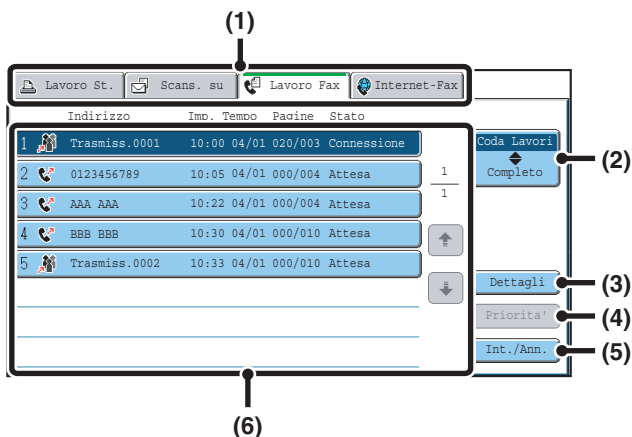 (1)
Lavoro St. Scans. su Lavoro Fax Internet-Fax
Indirizzo Imp. Tempo Pagine Stato
1 Trasmiss.0001 10:00 04/01 020/003 Connessione
2 0123456789 10:05 04/01 000/004 Attesa
3 AAA AAA 10:22 04/01 000/004 Attesa
4 BBB BBB 10:30 04/01 000/010 Attesa
5 Trasmiss.0002 10:33 04/01 000/010 Attesa
1
1
Coda Lavori
Completo
(2)
Dettagli (3)
Priorita' (4)
Int./Ann. (5)
(6)